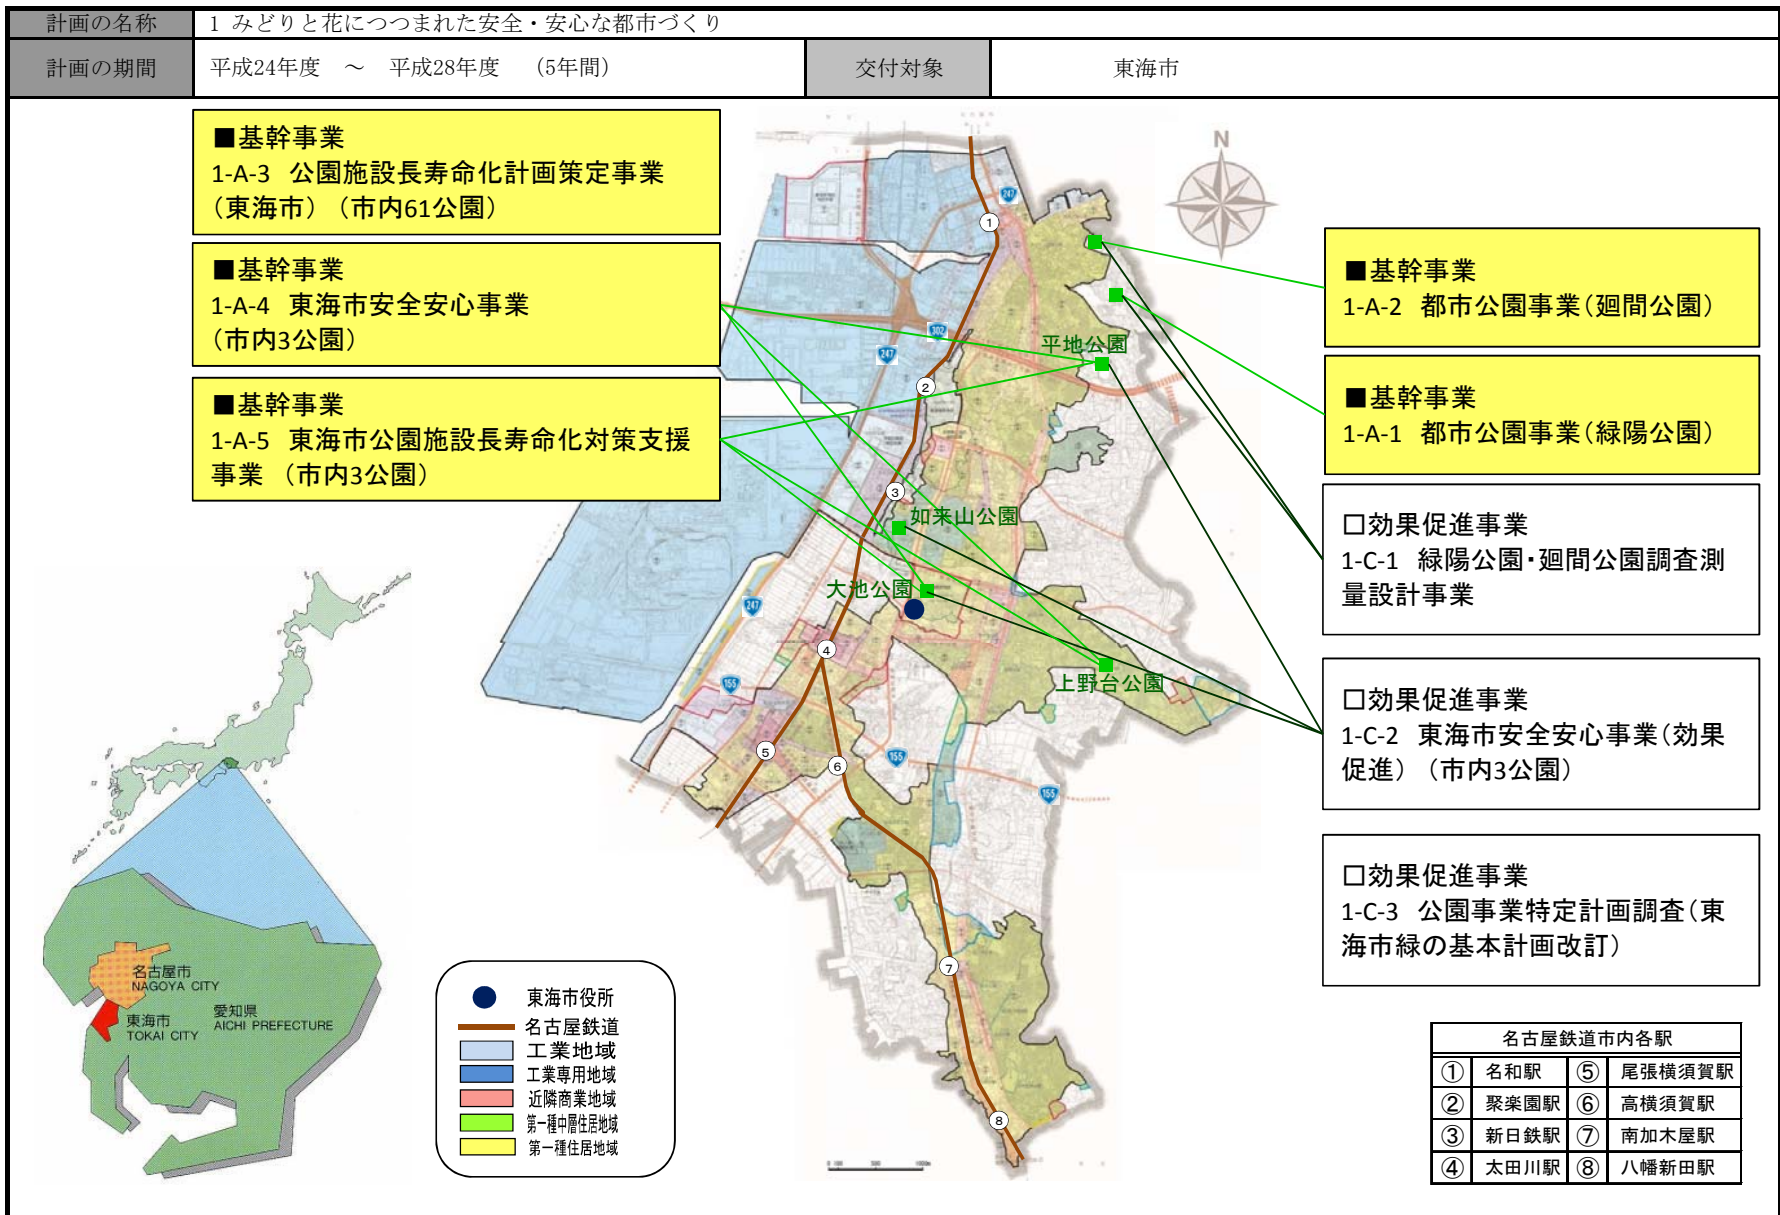 計画の名称
1 みどりと花につつまれた安全・安心な都市づくり
計画の期間
平成24年度 ～ 平成28年度 (5年間)
交付対象
東海市
■基幹事業
1-A-3 公園施設長寿命化計画策定事業
(東海市) (市内61公園)
■基幹事業
1-A-4 東海市安全安心事業
(市内3公園)
■基幹事業
1-A-5 東海市公園施設長寿命化対策支援
事業 (市内3公園)
N
■基幹事業
1-A-2 都市公園事業(廻間公園)
■基幹事業
1-A-1 都市公園事業(緑陽公園)
□効果促進事業
1-C-1 緑陽公園・廻間公園調査測
量設計事業
□効果促進事業
1-C-2 東海市安全安心事業(効果
促進) (市内3公園)
□効果促進事業
1-C-3 公園事業特定計画調査(東
海市緑の基本計画改訂)
①
247
302
247
平地公園
②
③
如来山公園
大池公園
247
④
上野台公園
155
⑤
⑥
155
155
⑦
⑧
名古屋市
NAGOYA CITY
東海市
TOKAI CITY
愛知県
AICHI PREFECTURE
東海市役所
名古屋鉄道
工業地域
工業専用地域
近隣商業地域
第一種中層住居地域
第一種住居地域
名古屋鉄道市内各駅
① 名和駅 ⑤ 尾張横須賀駅
② 聚楽園駅 ⑥ 高横須賀駅
③ 新日鉄駅 ⑦ 南加木屋駅
④ 太田川駅 ⑧ 八幡新田駅